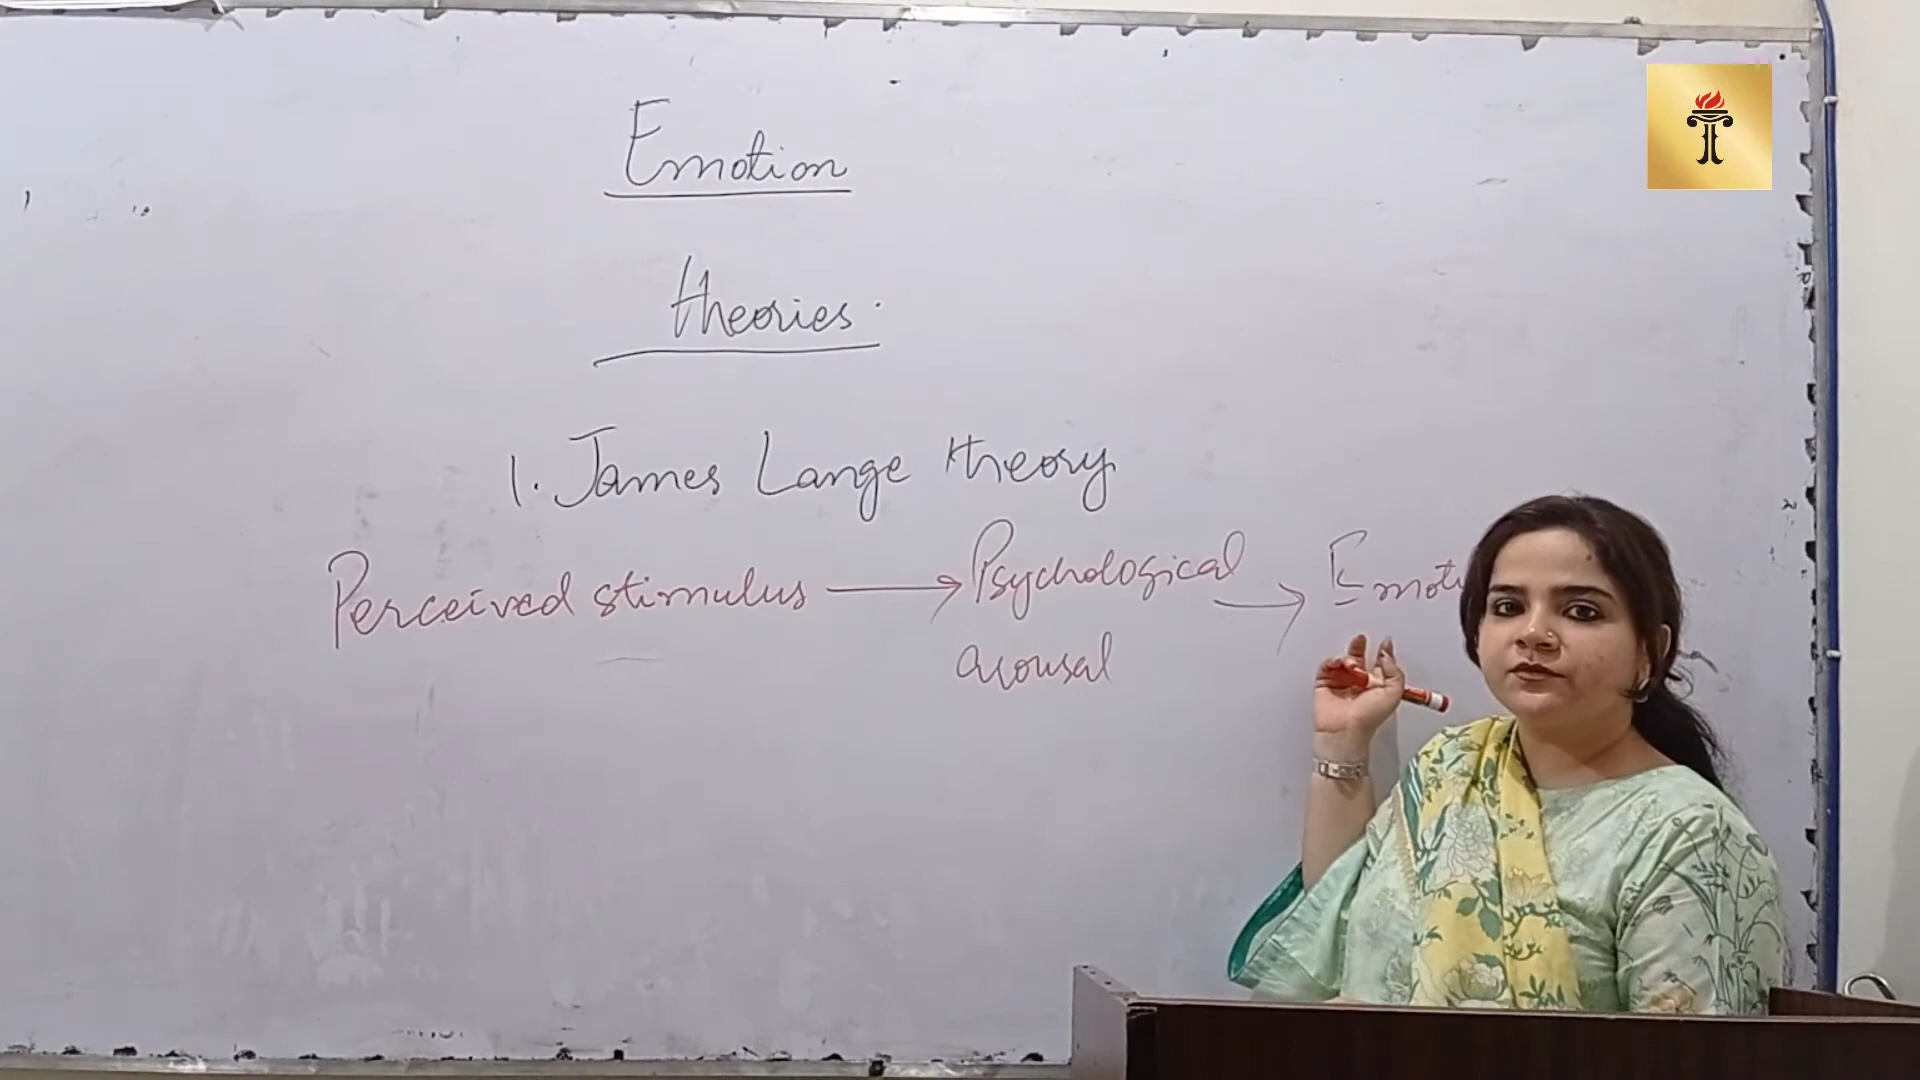 Emotion
theories.
1. James Lange theory
Perceived stimulus → Psychological → Emoti
arousal